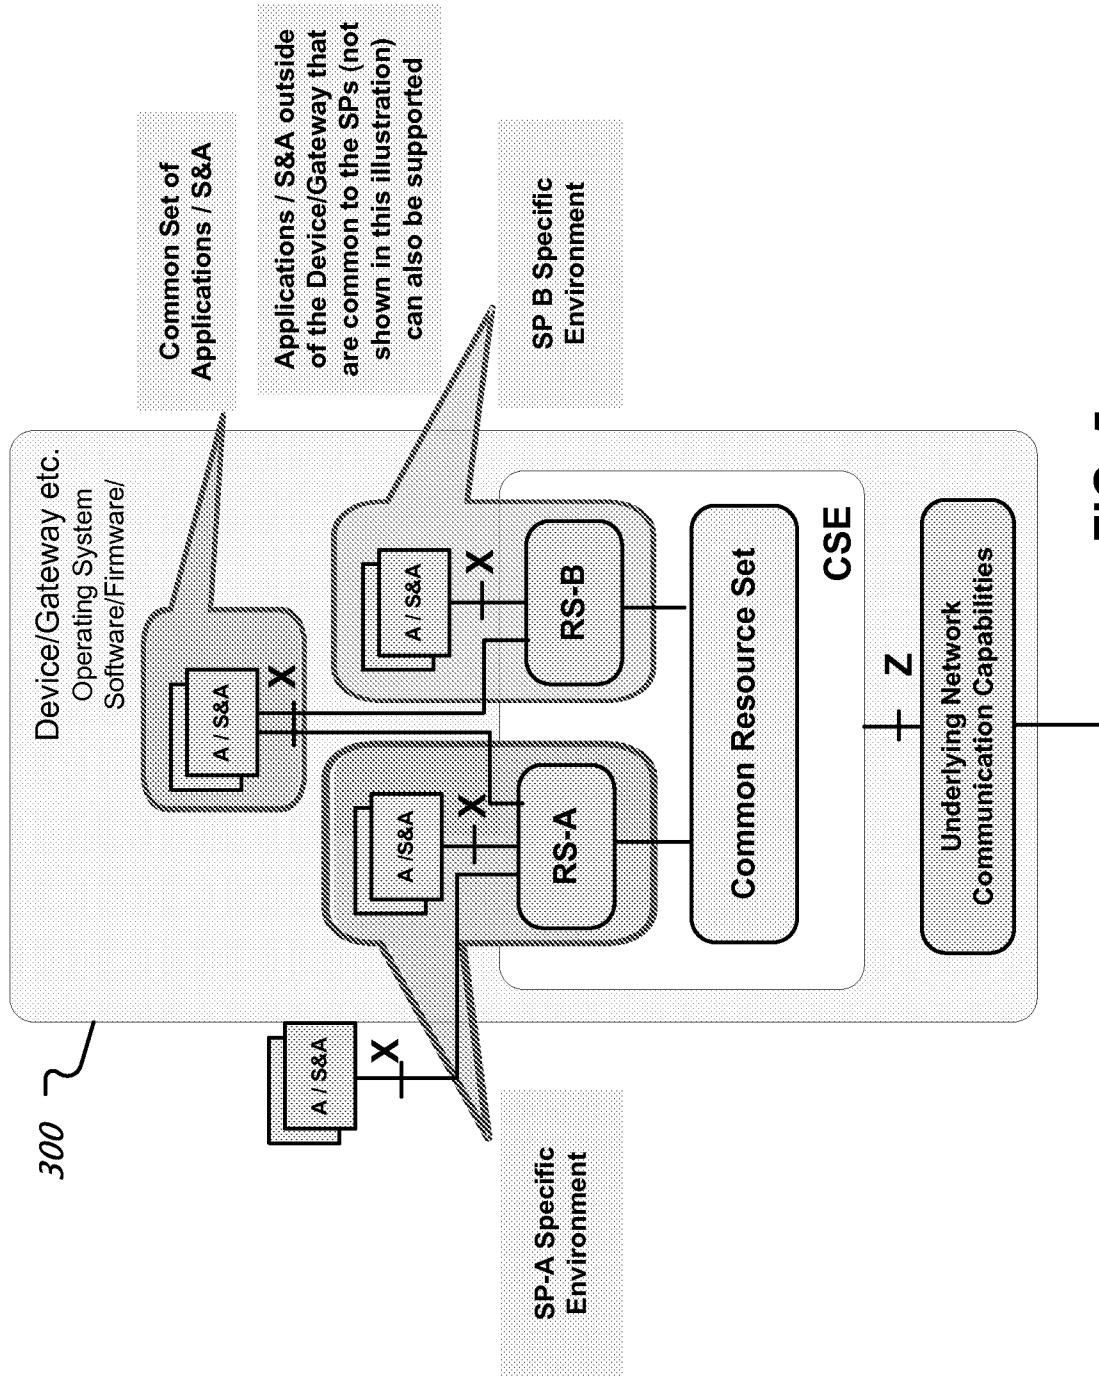 300
Device/Gateway etc.
Operating System
Software/Firmware/
Common Set of
Applications / S&A
Applications / S&A outside
of the Device/Gateway that
are common to the SPs (not
shown in this illustration)
can also be supported
A / S&A
X
A / S&A
X
A /S&A
X
A / S&A
X
RS-A
RS-B
SP-A Specific
Environment
SP B Specific
Environment
Common Resource Set
CSE
Z
Underlying Network
Communication Capabilities